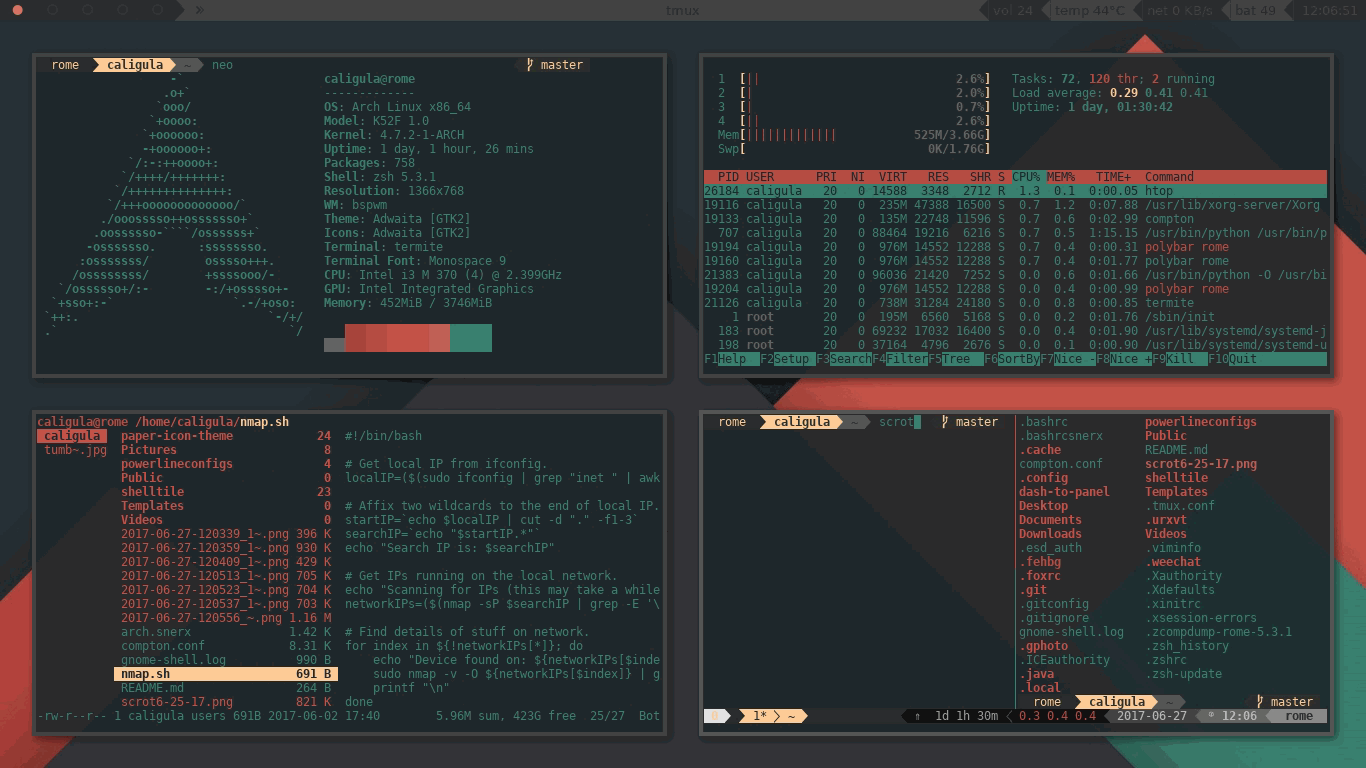 » tmux vol 24 temp 44°C net 0 KB/s bat 49 12:06:51
rome caligula ~ neo master
caligula@rome
-------------
OS: Arch Linux x86_64
Model: K52F 1.0
Kernel: 4.7.2-1-ARCH
Uptime: 1 day, 1 hour, 26 mins
Packages: 758
Shell: zsh 5.3.1
Resolution: 1366x768
WM: bspwm
Theme: Adwaita [GTK2]
Icons: Adwaita [GTK2]
Terminal: termite
Terminal Font: Monospace 9
CPU: Intel i3 M 370 (4) @ 2.399GHz
GPU: Intel Integrated Graphics
Memory: 452MiB / 3746MiB
-`
.o+`
`ooo/
`+oooo:
`+oooooo:
-+oooooo+:
`/:-:++oooo+:
`/++++/+++++++:
`/++++++++++++++:
`/+++ooooooooooooo/`
./ooosssso++osssssso+`
.oossssso-````/ossssss+`
-osssssso. :ssssssso.
:osssssss/ osssso+++.
/ossssssss/ +ssssooo/-
`/ossssso+/:- -:/+osssso+-
`+sso+:-` `.-/+oso:
`++:. `-/+/
.` `/
1 [|| 2.6%] Tasks: 72, 120 thr; 2 running
2 [| 2.0%] Load average: 0.29 0.41 0.41
3 [| 0.7%] Uptime: 1 day, 01:30:42
4 [|| 2.6%]
Mem[||||||||||||| 525M/3.66G]
Swp[ 0K/1.76G]
PID USER PRI NI VIRT RES SHR S CPU% MEM% TIME+ Command
26184 caligula 20 0 14588 3348 2712 R 1.3 0.1 0:00.05 htop
19116 caligula 20 0 235M 47388 16500 S 0.7 1.2 0:07.88 /usr/lib/xorg-server/Xorg
19133 caligula 20 0 135M 22748 11596 S 0.7 0.6 0:02.99 compton
707 caligula 20 0 88464 19216 6216 S 0.7 0.5 1:15.15 /usr/bin/python /usr/bin/p
19194 caligula 20 0 976M 14552 12288 S 0.7 0.4 0:00.31 polybar rome
19160 caligula 20 0 976M 14552 12288 S 0.7 0.4 0:01.77 polybar rome
21383 caligula 20 0 96036 21420 7252 S 0.0 0.6 0:01.66 /usr/bin/python -O /usr/bi
19204 caligula 20 0 976M 14552 12288 S 0.0 0.4 0:00.99 polybar rome
21126 caligula 20 0 738M 31284 24180 S 0.0 0.8 0:00.85 termite
1 root 20 0 195M 6560 5168 S 0.0 0.2 0:01.76 /sbin/init
183 root 20 0 69232 17032 16400 S 0.0 0.4 0:01.90 /usr/lib/systemd/systemd-j
198 root 20 0 37164 4796 2676 S 0.0 0.1 0:00.90 /usr/lib/systemd/systemd-u
F1Help F2Setup F3SearchF4FilterF5Tree F6SortByF7Nice -F8Nice +F9Kill F10Quit
caligula@rome /home/caligula/nmap.sh
caligula paper-icon-theme 24 #!/bin/bash
tumb~.jpg Pictures 8
powerlineconfigs 4 # Get local IP from ifconfig.
Public 0 localIP=($(sudo ifconfig | grep "inet " | awk
shelltile 23
Templates 0 # Affix two wildcards to the end of local IP.
Videos 0 startIP=`echo $localIP | cut -d "." -f1-3`
2017-06-27-120339_1~.png 396 K searchIP=`echo "$startIP.*"`
2017-06-27-120359_1~.png 930 K echo "Search IP is: $searchIP"
2017-06-27-120409_1~.png 429 K
2017-06-27-120513_1~.png 705 K # Get IPs running on the local network.
2017-06-27-120523_1~.png 704 K echo "Scanning for IPs (this may take a while
2017-06-27-120537_1~.png 703 K networkIPs=($(nmap -sP $searchIP | grep -E '\
2017-06-27-120556_~.png 1.16 M
arch.snerx 1.42 K # Find details of stuff on network.
compton.conf 8.31 K for index in ${!networkIPs[*]}; do
gnome-shell.log 990 B echo "Device found on: ${networkIPs[$inde
nmap.sh 691 B sudo nmap -v -O ${networkIPs[$index]} | g
README.md 264 B printf "\n"
scrot6-25-17.png 821 K done
-rw-r--r-- 1 caligula users 691B 2017-06-02 17:40 5.96M sum, 423G free 25/27 Bot
rome caligula ~ scrot master
.bashrc powerlineconfigs
.bashrcsnerx Public
.cache README.md
compton.conf scrot6-25-17.png
.config shelltile
dash-to-panel Templates
Desktop .tmux.conf
Documents .urxvt
Downloads Videos
.esd_auth .viminfo
.fehbg .weechat
.foxrc .Xauthority
.git .Xdefaults
.gitconfig .xinitrc
.gitignore .xsession-errors
gnome-shell.log .zcompdump-rome-5.3.1
.gphoto .zsh_history
.ICEauthority .zshrc
.java .zsh-update
.local
rome caligula ~ master
0 1* ~ ⇑ 1d 1h 30m 0.3 0.4 0.4 2017-06-27 12:06 rome